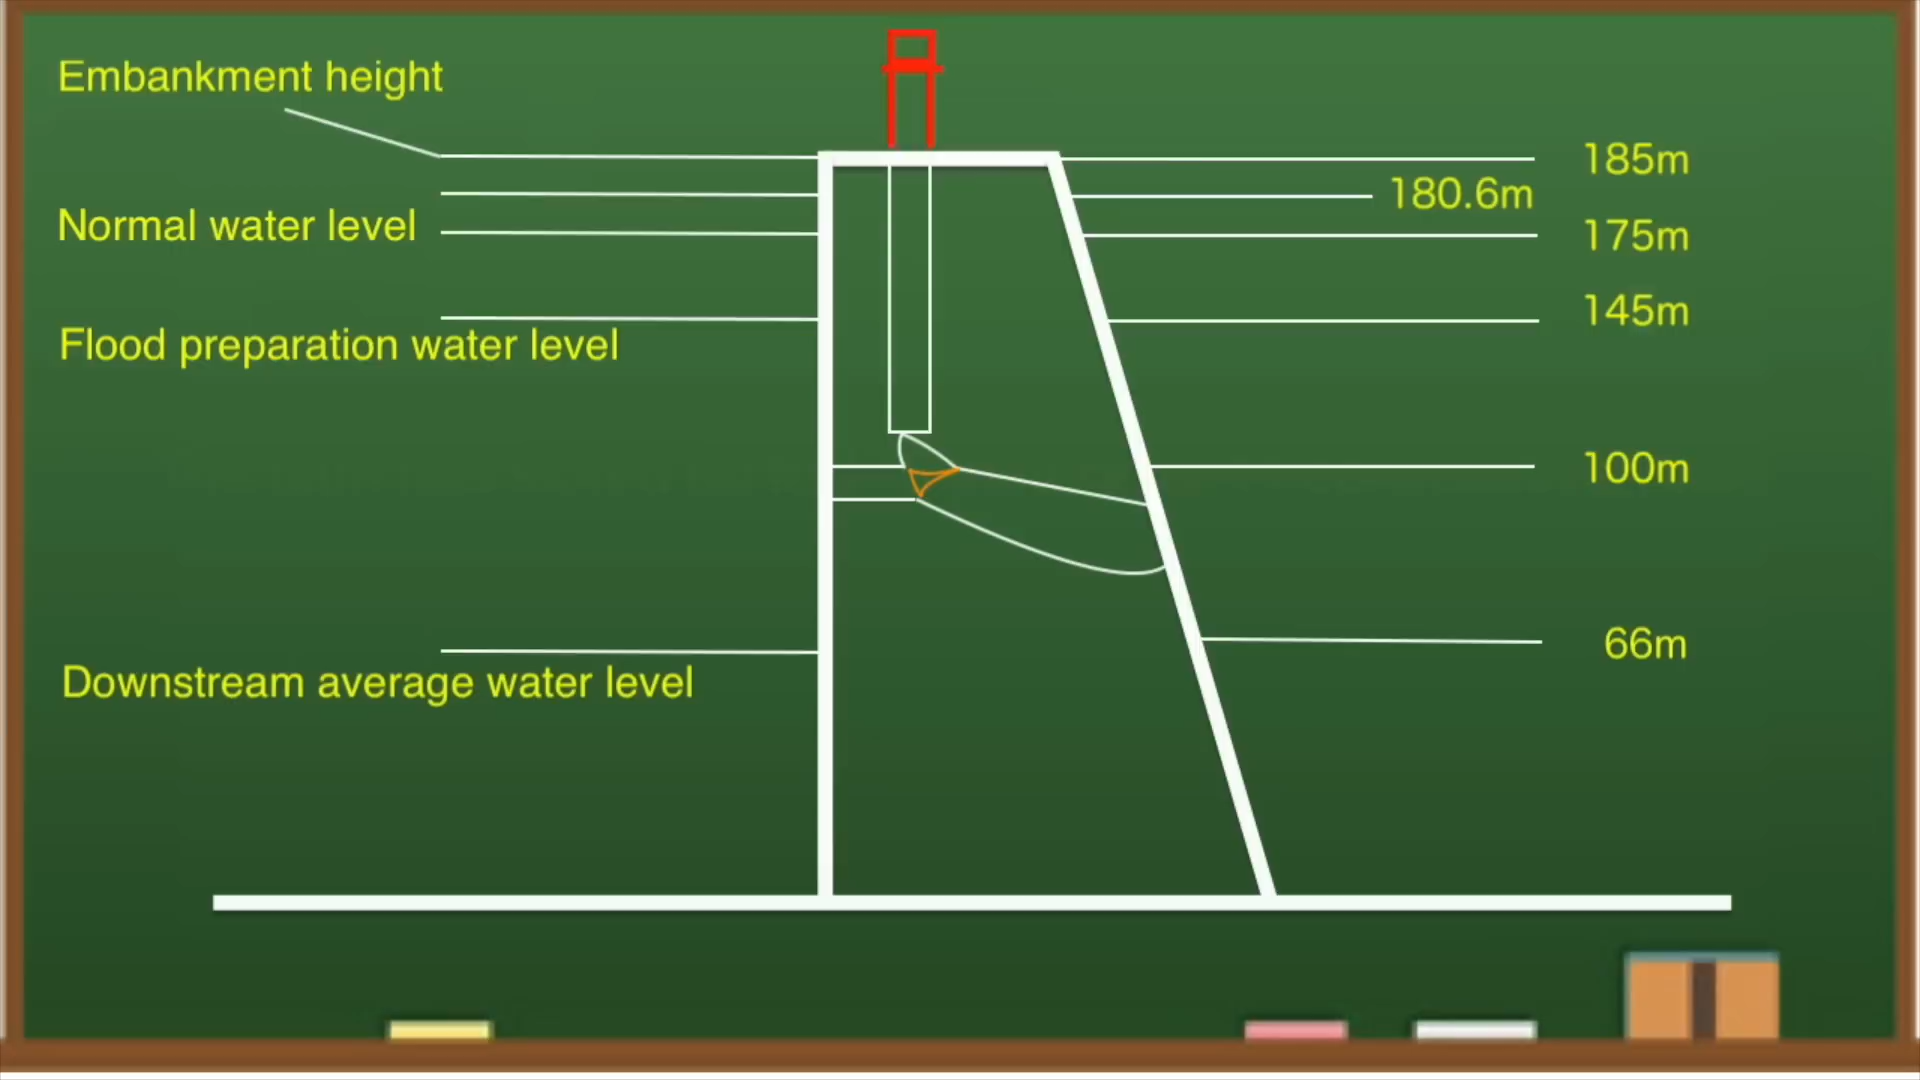 Embankment height
185m
180.6m
Normal water level
175m
145m
Flood preparation water level
100m
66m
Downstream average water level